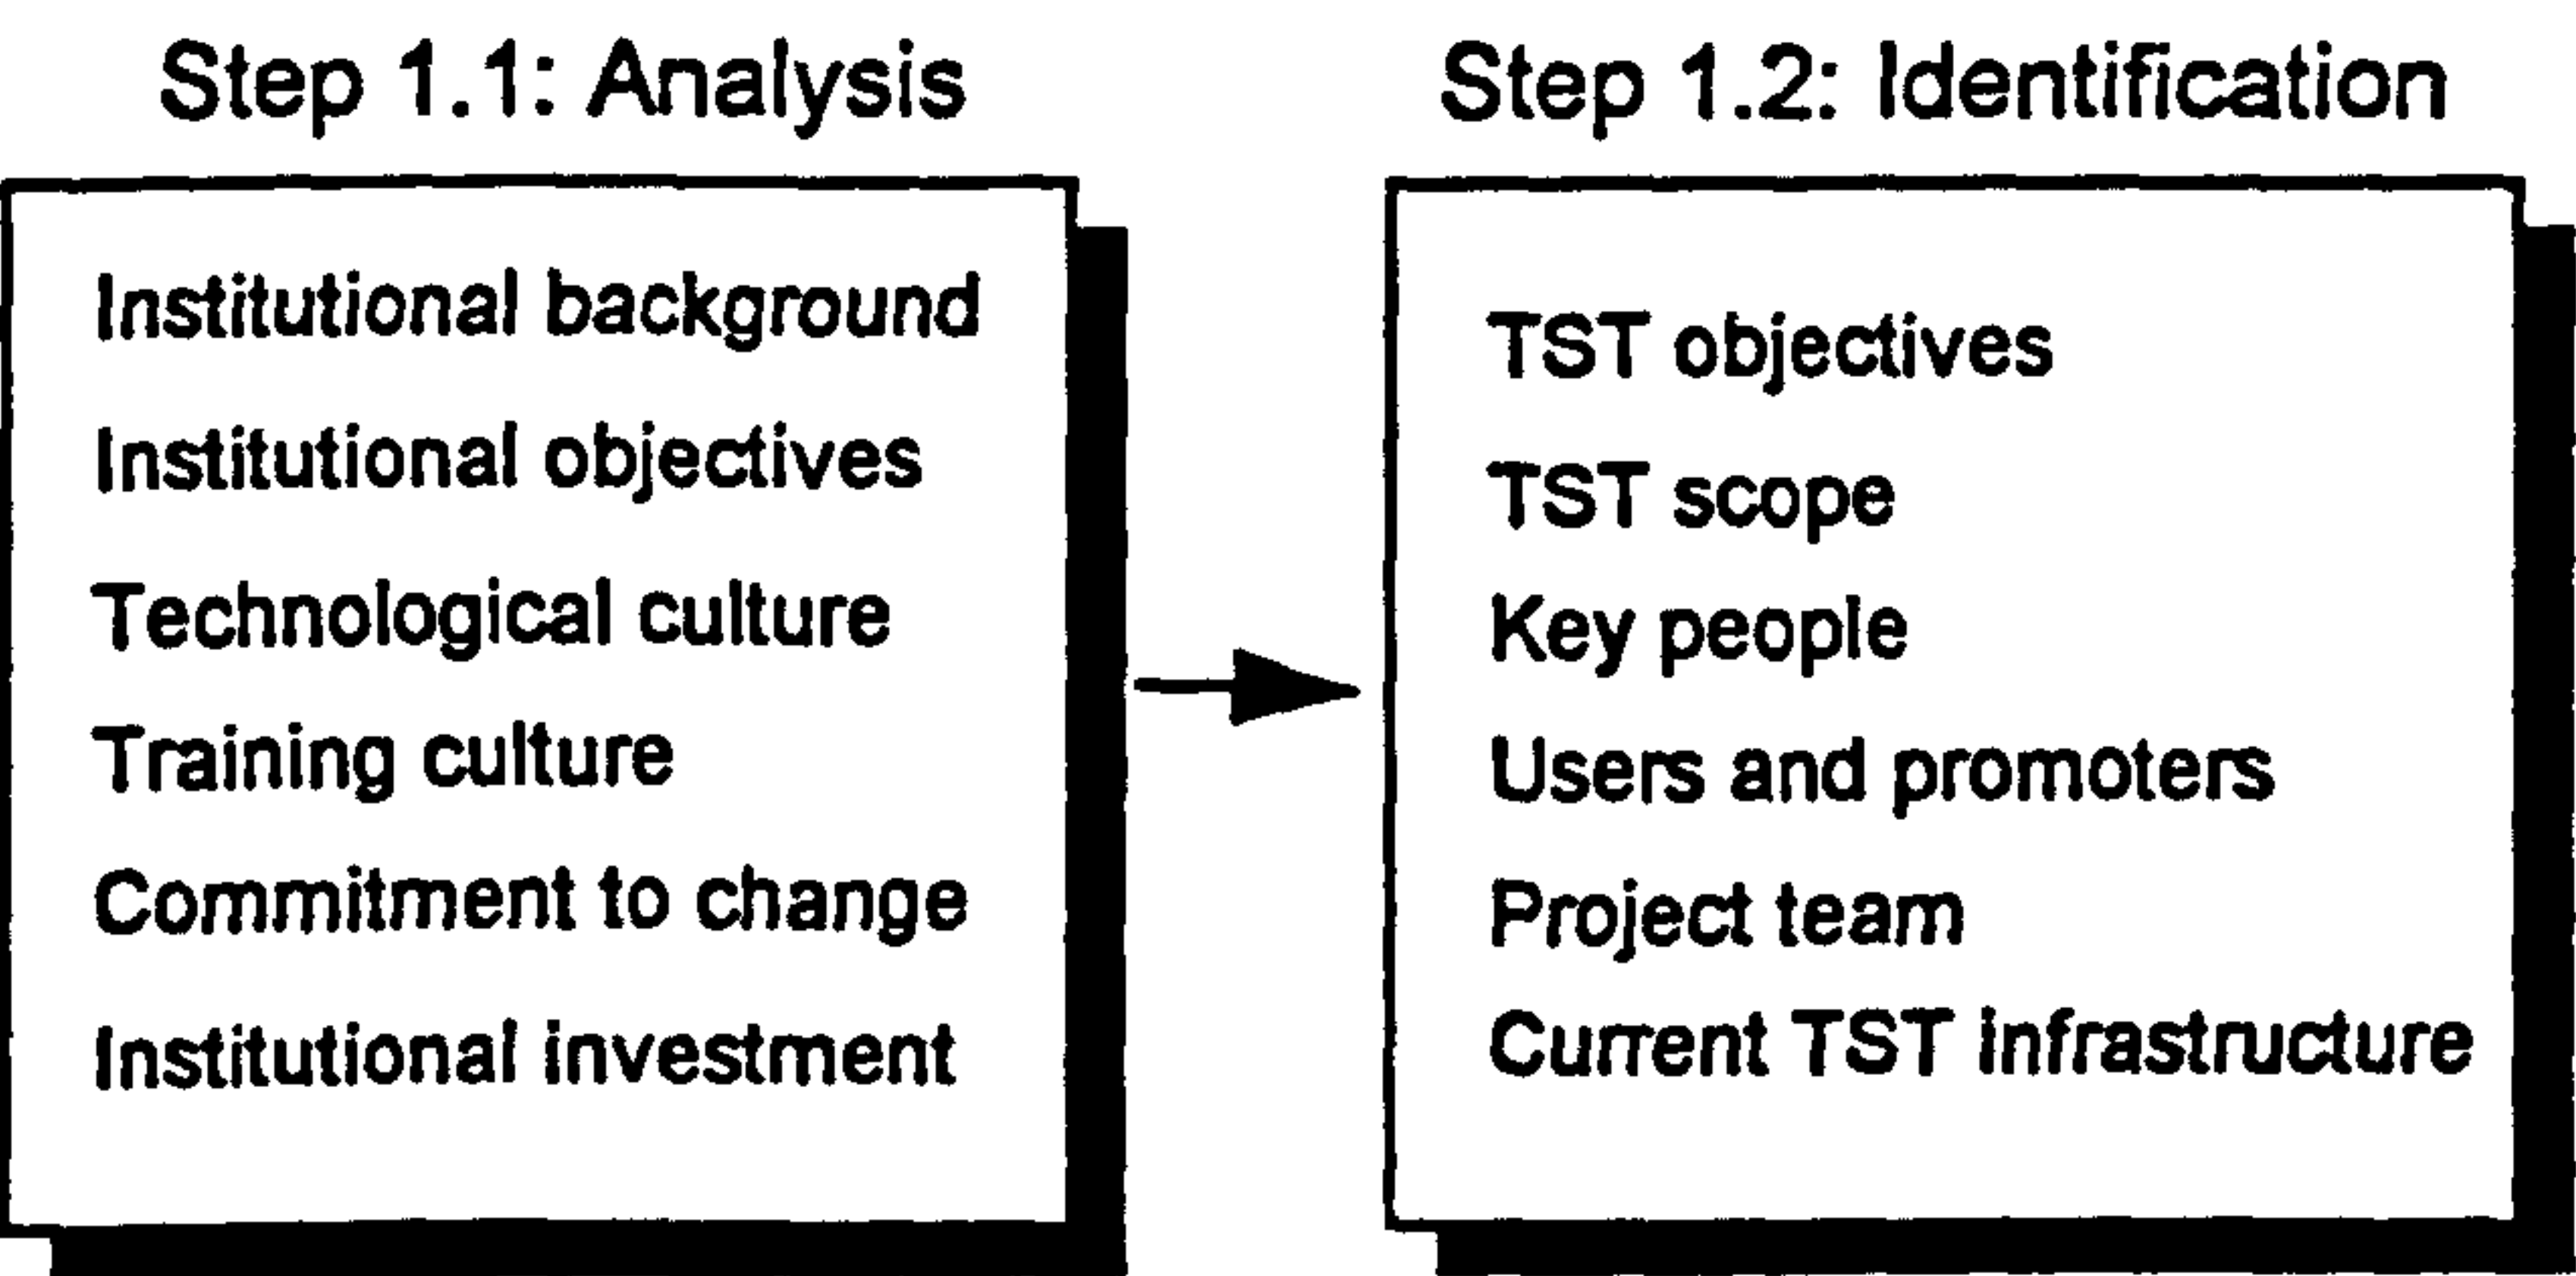 Step 1.1: Analysis
Institutional background
Institutional objectives
Technological culture
Training culture
Commitment to change
Institutional investment
Step 1.2: Identification
TST objectives
TST scope
Key people
Users and promoters
Project team
Current TST infrastructure